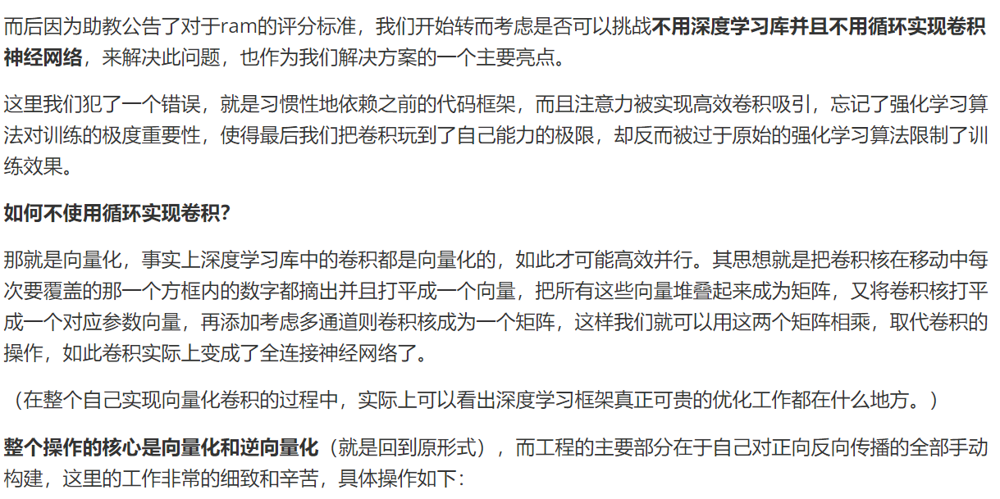 而后因为助教公告了对于ram的评分标准，我们开始转而考虑是否可以挑战不用深度学习库并且不用循环实现卷积
神经网络，来解决此问题，也作为我们解决方案的一个主要亮点。
这里我们犯了一个错误，就是习惯性地依赖之前的代码框架，而且注意力被实现高效卷积吸引，忘记了强化学习算
法对训练的极度重要性，使得最后我们把卷积玩到了自己能力的极限，却反而被过于原始的强化学习算法限制了训
练效果。
如何不使用循环实现卷积？
那就是向量化，事实上深度学习库中的卷积都是向量化的，如此才可能高效并行。其思想就是把卷积核在移动中每
次要覆盖的那一个方框内的数字都摘出并且打平成一个向量，把所有这些向量堆叠起来成为矩阵，又将卷积核打平
成一个对应参数向量，再添加考虑多通道则卷积核成为一个矩阵，这样我们就可以用这两个矩阵相乘，取代卷积的
操作，如此卷积实际上变成了全连接神经网络了。
（在整个自己实现向量化卷积的过程中，实际上可以看出深度学习框架真正可贵的优化工作都在什么地方。）
整个操作的核心是向量化和逆向量化（就是回到原形式），而工程的主要部分在于自己对正向反向传播的全部手动
构建，这里的工作非常的细致和辛苦，具体操作如下：